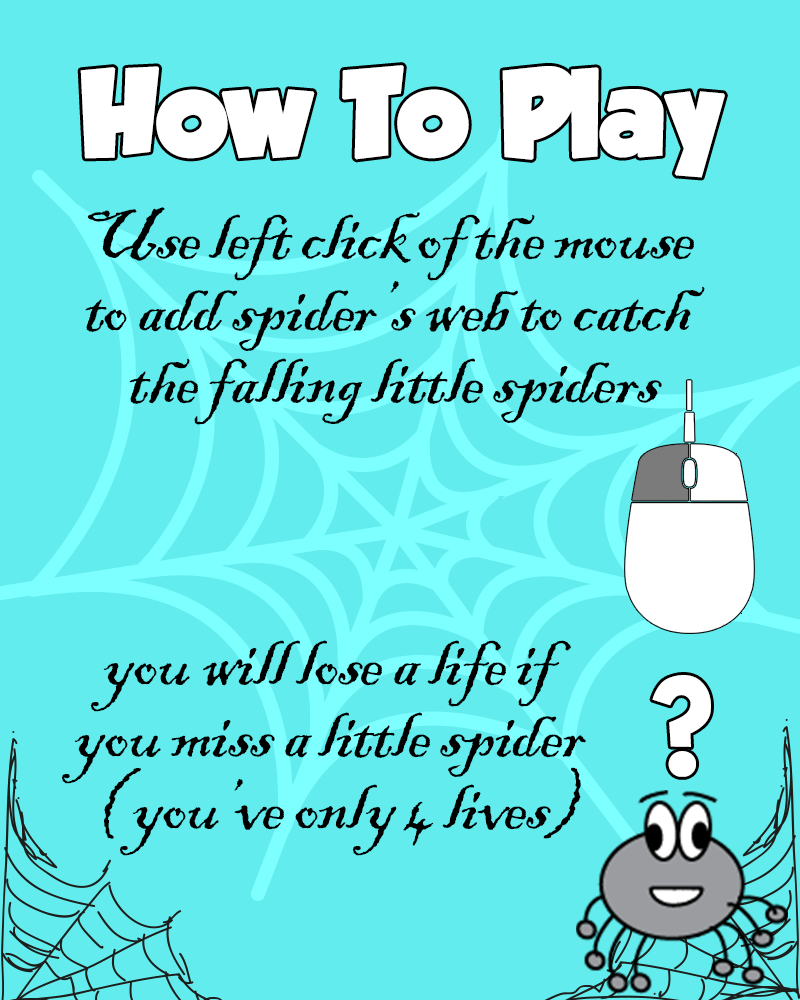 How To Play
Use left click of the mouse
to add spider's web to catch
the falling little spiders
?
you will lose a life if
you miss a little spider
(you've only 4 lives)